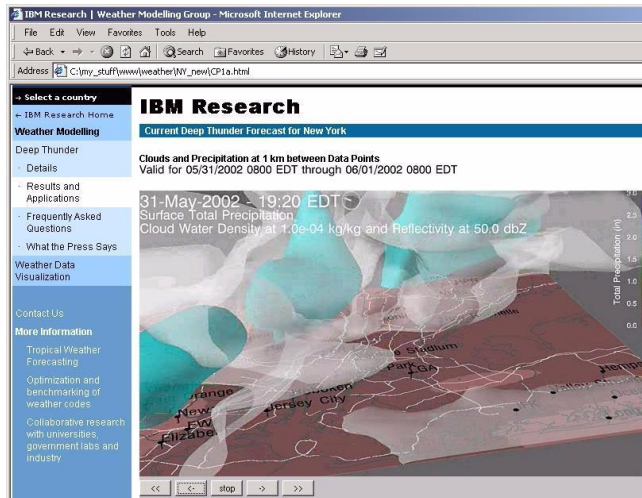 IBM Research | Weather Modelling Group - Microsoft Internet Explorer
File Edit View Favorites Tools Help
Back Search Favorites History
Address C:\my_stuff\www\weather\NY_new\CP1a.html
Select a country
IBM Research Home
Weather Modelling
Deep Thunder
· Details
· Results and
Applications
· Frequently Asked
Questions
· What the Press Says
Weather Data
Visualization
Contact Us
More Information
Tropical Weather
Forecasting
Optimization and
benchmarking of
weather codes
Collaborative research
with universities,
government labs and
industry
IBM Research
Current Deep Thunder Forecast for New York
Clouds and Precipitation at 1 km between Data Points
Valid for 05/31/2002 0800 EDT through 06/01/2002 0800 EDT
31-May-2002 - 19:20 EDT
Surface Total Precipitation
Cloud Water Density at 1.0e-04 kg/kg and Reflectivity at 50.0 dbZ
Total Precipitation (in)
2.5
2.0
1.5
1.0
0.5
0.0
Stadium
Park
GA
Jersey City
<< <- stop -> >>